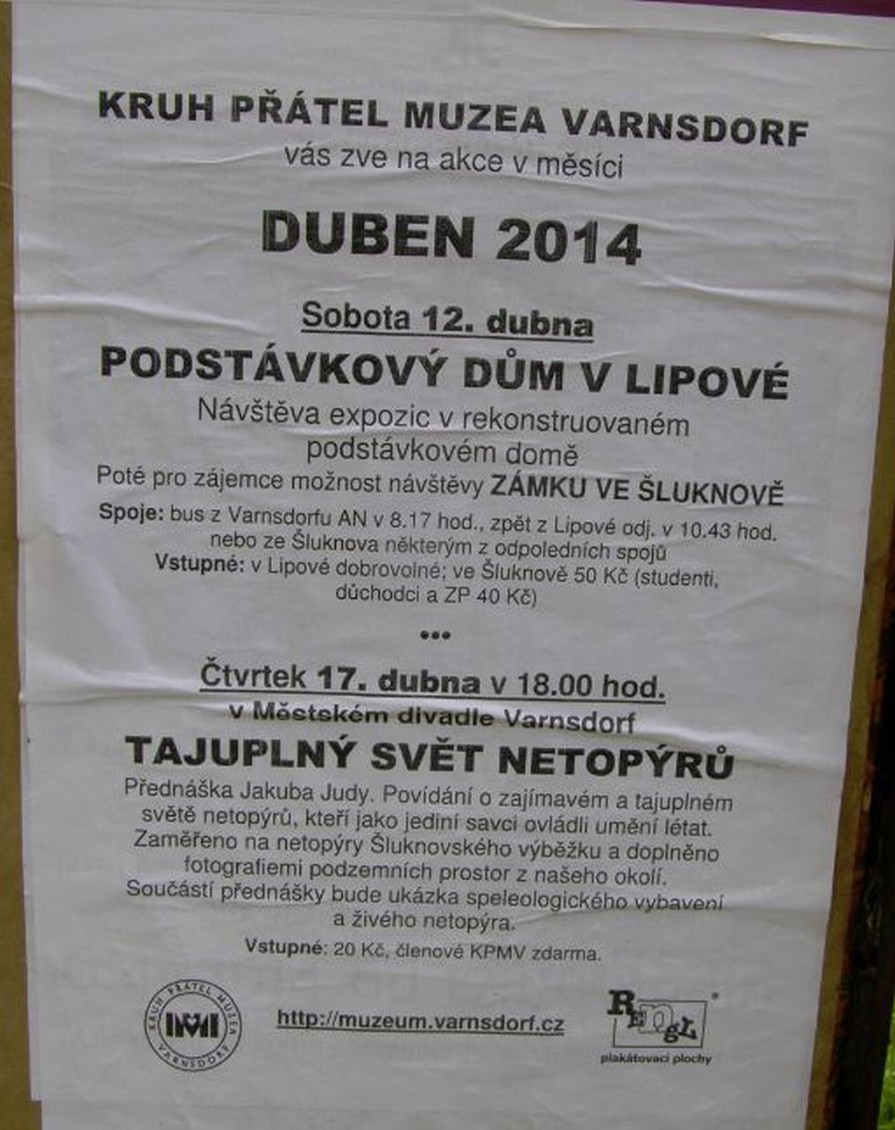 KRUH PŘÁTEL MUZEA VARNSDORF
vás zve na akce v měsíci
DUBEN 2014
Sobota 12. dubna
PODSTÁVKOVÝ DŮM V LIPOVÉ
Návštěva expozic v rekonstruovaném
podstávkovém domě
Poté pro zájemce možnost návštěvy ZÁMKU VE ŠLUKNOVĚ
Spoje: bus z Varnsdorfu AN v 8.17 hod., zpět z Lipové odj. v 10.43 hod.
nebo ze Šluknova některým z odpoledních spojů
Vstupné: v Lipové dobrovolné; ve Šluknově 50 Kč (studenti,
důchodci a ZP 40 Kč)
•••
Čtvrtek 17. dubna v 18.00 hod.
v Městském divadle Varnsdorf
TAJUPLNÝ SVĚT NETOPÝRŮ
Přednáška Jakuba Judy. Povídání o zajímavém a tajuplném
světě netopýrů, kteří jako jediní savci ovládli umění létat.
Zaměřeno na netopýry Šluknovského výběžku a doplněno
fotografiemi podzemních prostor z našeho okolí.
Součástí přednášky bude ukázka speleologického vybavení
a živého netopýra.
Vstupné: 20 Kč, členové KPMV zdarma.
KRUH PŘÁTEL MUZEA VARNSDORF
http://muzeum.varnsdorf.cz
RENGL®
plakátovací plochy